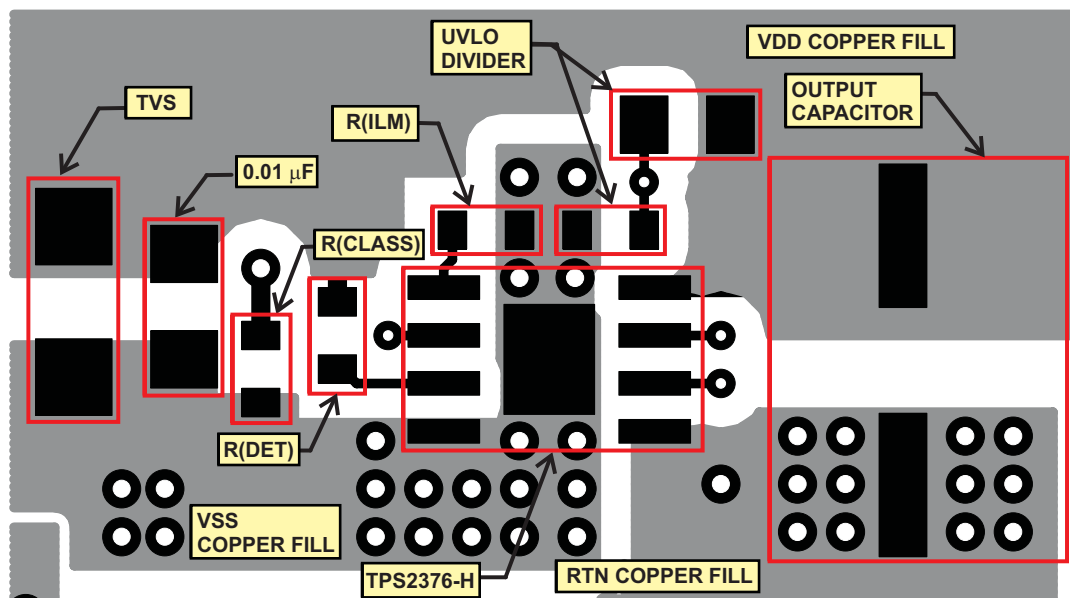 UVLO
DIVIDER
VDD COPPER FILL
TVS
OUTPUT
CAPACITOR
R(ILM)
0.01 μF
R(CLASS)
R(DET)
VSS
COPPER FILL
TPS2376-H
RTN COPPER FILL